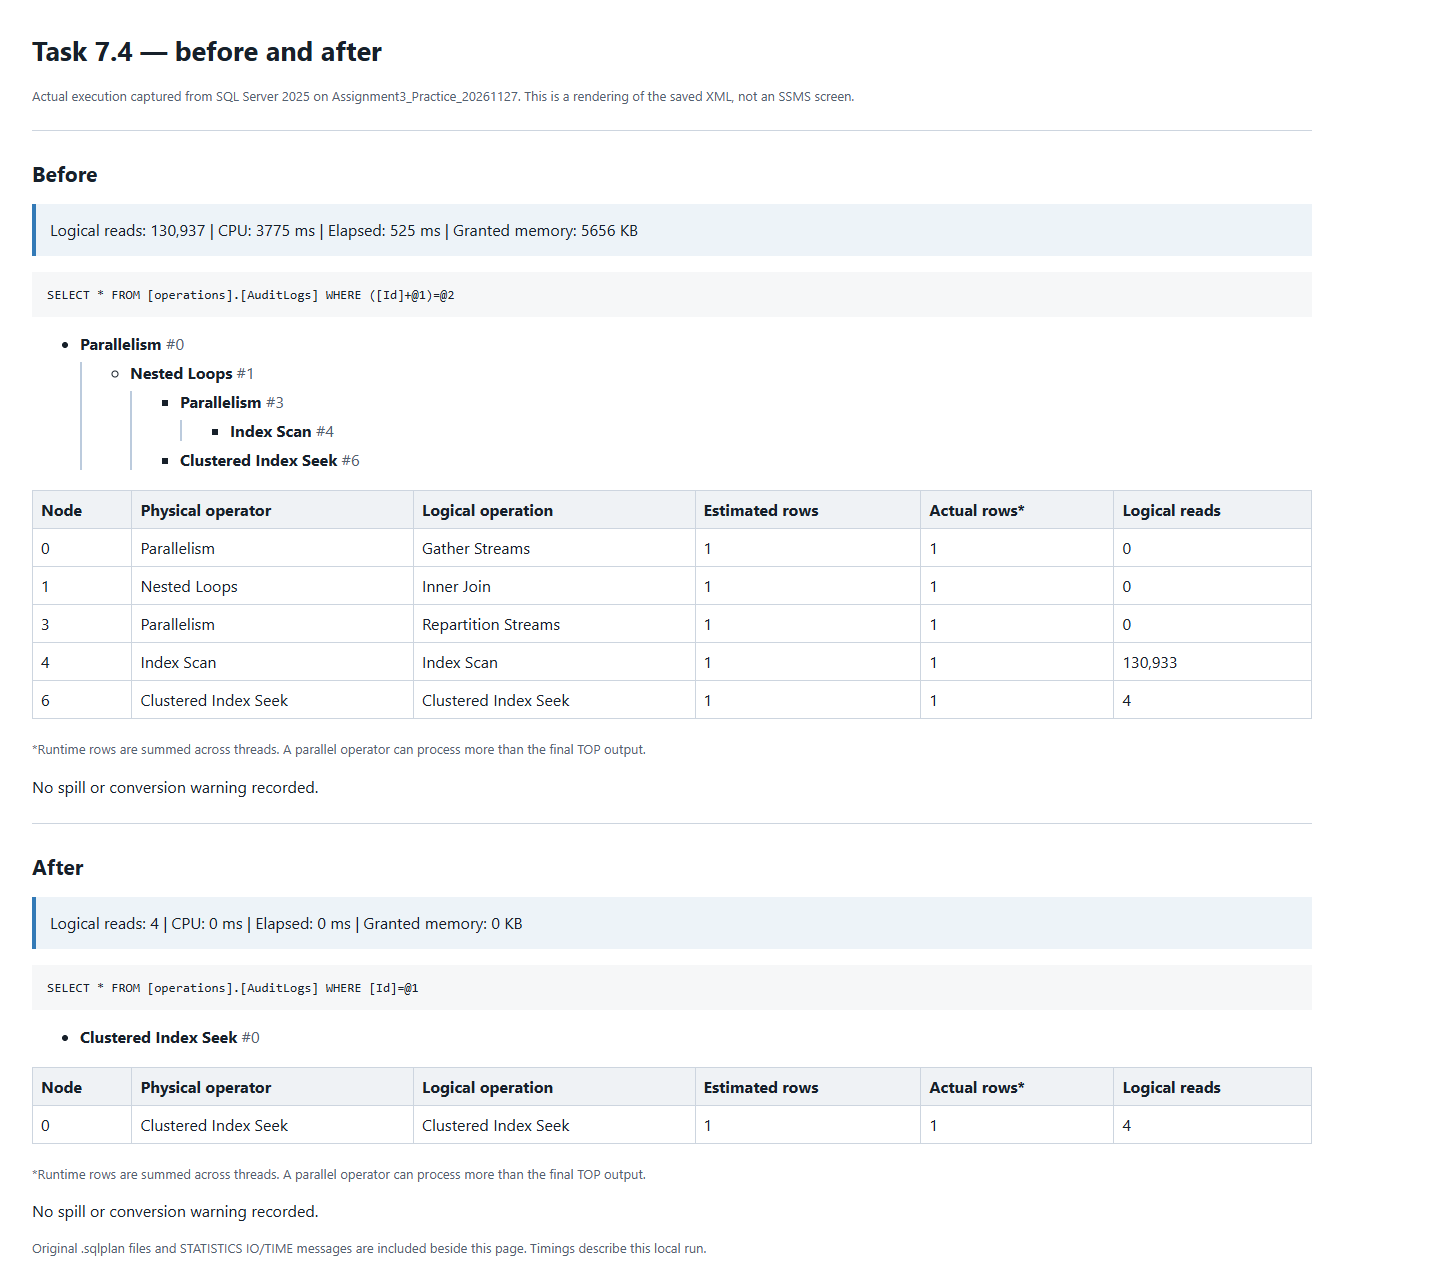 Task 7.4 — before and after
Actual execution captured from SQL Server 2025 on Assignment3_Practice_20261127. This is a rendering of the saved XML, not an SSMS screen.
Before
Logical reads: 130,937 | CPU: 3775 ms | Elapsed: 525 ms | Granted memory: 5656 KB
SELECT * FROM [operations].[AuditLogs] WHERE ([Id]+@1)=@2
Parallelism #0
Nested Loops #1
Parallelism #3
Index Scan #4
Clustered Index Seek #6
Node Physical operator Logical operation Estimated rows Actual rows* Logical reads
0 Parallelism Gather Streams 1 1 0
1 Nested Loops Inner Join 1 1 0
3 Parallelism Repartition Streams 1 1 0
4 Index Scan Index Scan 1 1 130,933
6 Clustered Index Seek Clustered Index Seek 1 1 4
*Runtime rows are summed across threads. A parallel operator can process more than the final TOP output.
No spill or conversion warning recorded.
After
Logical reads: 4 | CPU: 0 ms | Elapsed: 0 ms | Granted memory: 0 KB
SELECT * FROM [operations].[AuditLogs] WHERE [Id]=@1
Clustered Index Seek #0
Node Physical operator Logical operation Estimated rows Actual rows* Logical reads
0 Clustered Index Seek Clustered Index Seek 1 1 4
*Runtime rows are summed across threads. A parallel operator can process more than the final TOP output.
No spill or conversion warning recorded.
Original .sqlplan files and STATISTICS IO/TIME messages are included beside this page. Timings describe this local run.